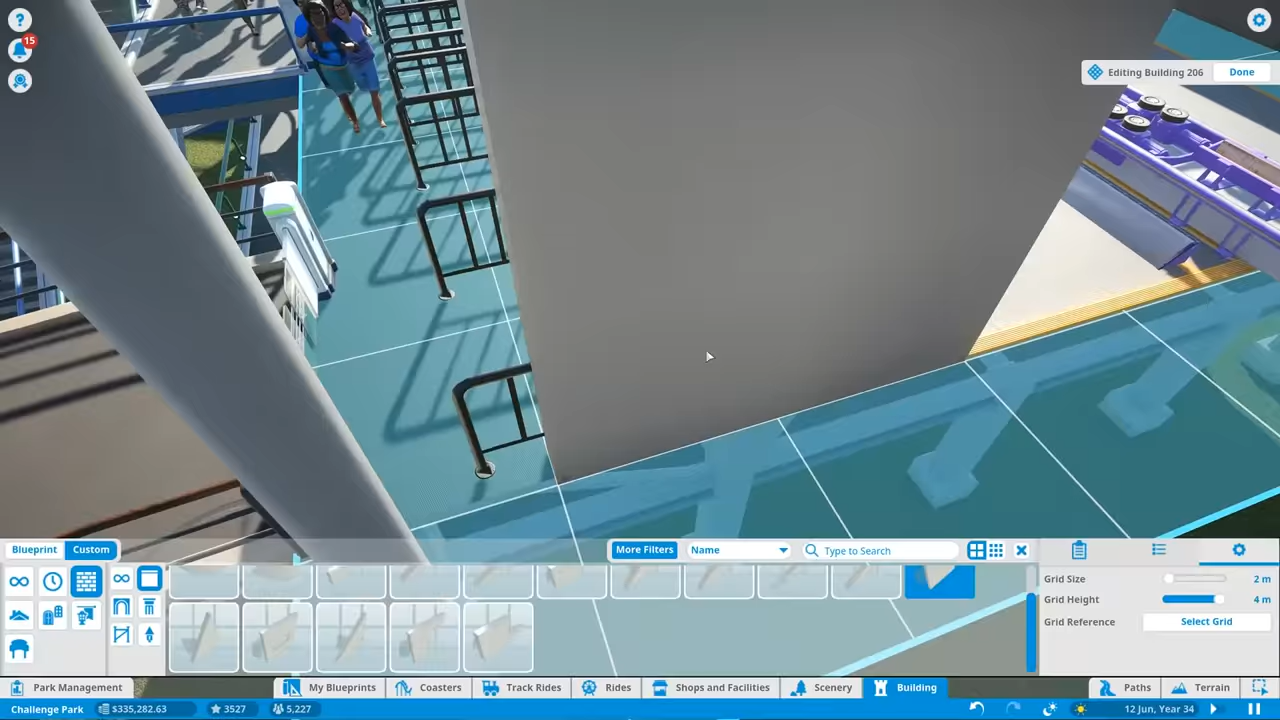 15
Editing Building 206
Done
Blueprint
Custom
More Filters
Name
Type to Search
Grid Size
2 m
Grid Height
4 m
Grid Reference
Select Grid
Park Management
My Blueprints
Coasters
Track Rides
Rides
Shops and Facilities
Scenery
Building
Paths
Terrain
Challenge Park
$335,282.63
3527
5,227
12 Jun, Year 34